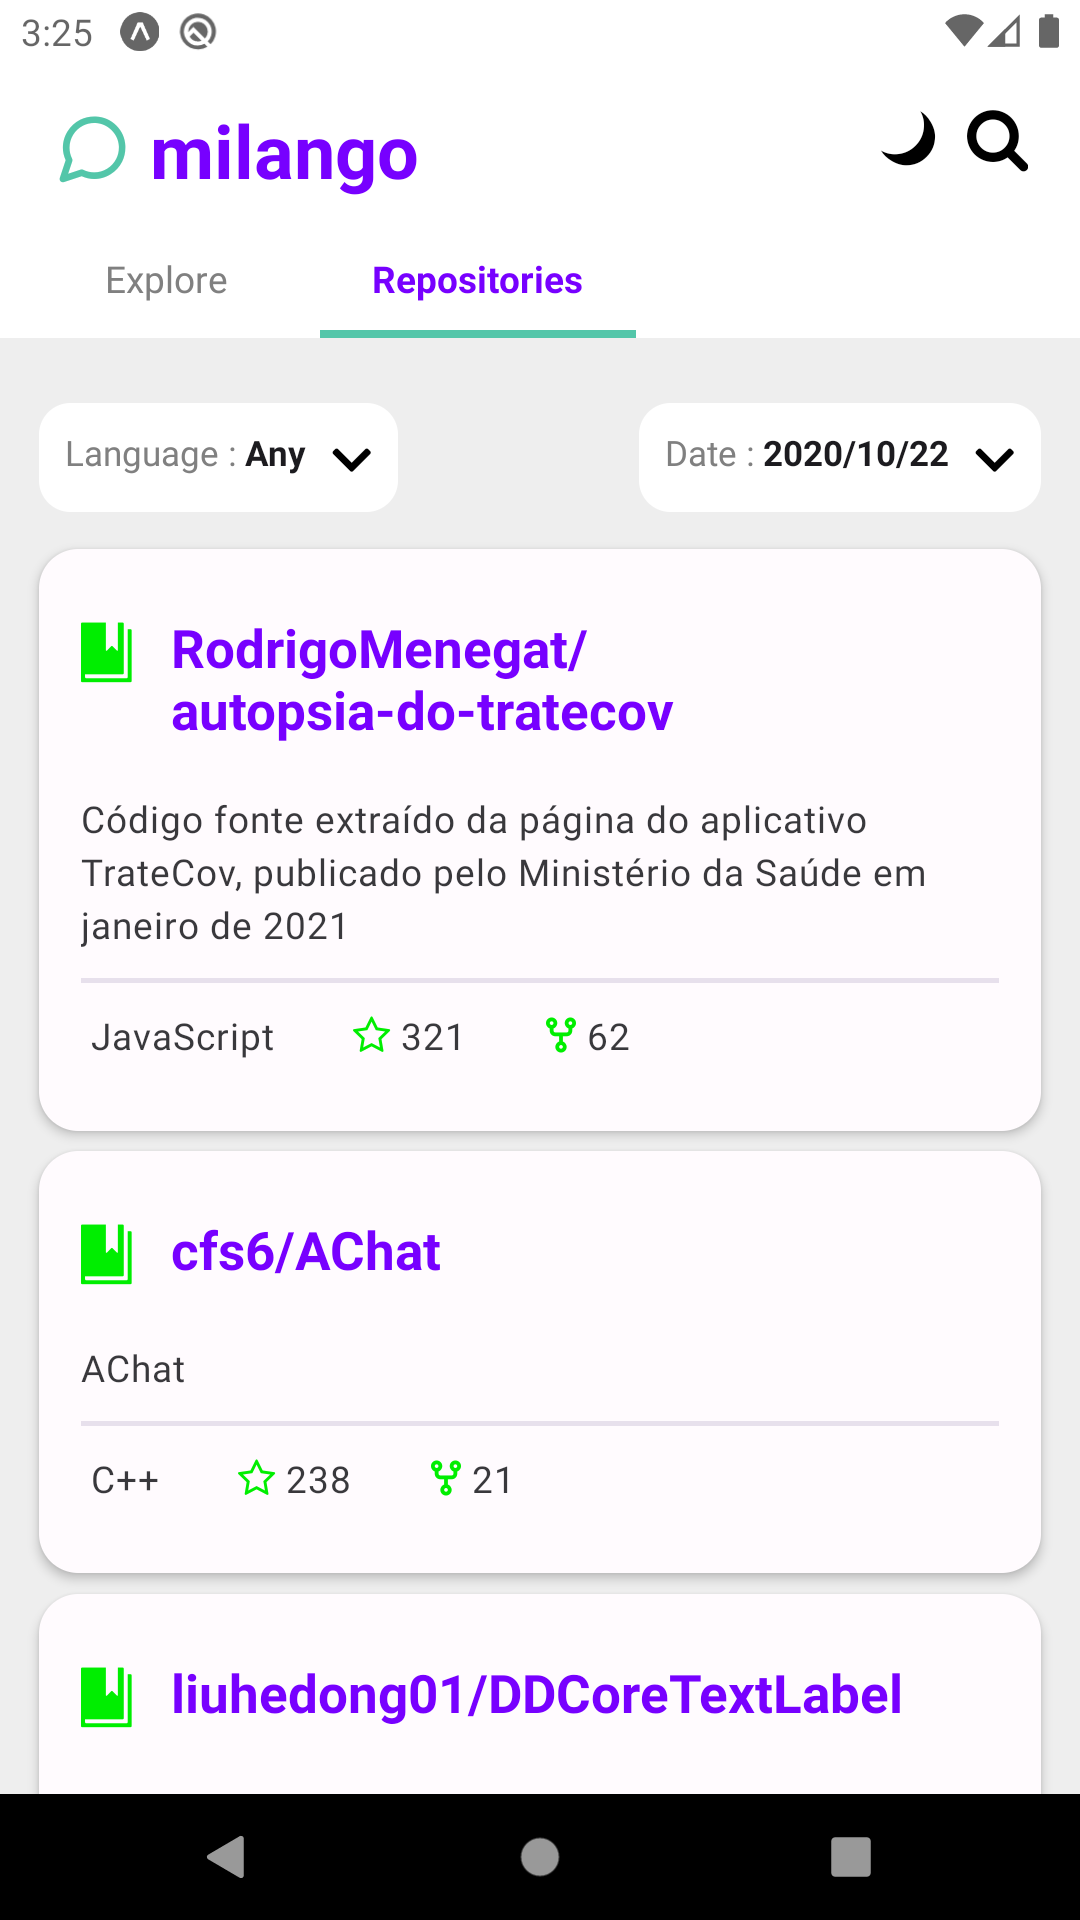 3:25
milango
Explore
Repositories
Language : Any
Date : 2020/10/22
RodrigoMenegat/
autopsia-do-tratecov
Código fonte extraído da página do aplicativo
TrateCov, publicado pelo Ministério da Saúde em
janeiro de 2021
JavaScript 321 62
cfs6/AChat
AChat
C++ 238 21
liuhedong01/DDCoreTextLabel